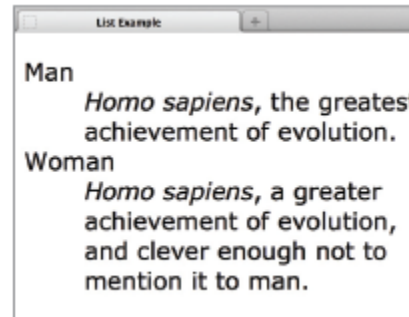 List Example
+
Man
Homo sapiens, the greatest
achievement of evolution.
Woman
Homo sapiens, a greater
achievement of evolution,
and clever enough not to
mention it to man.